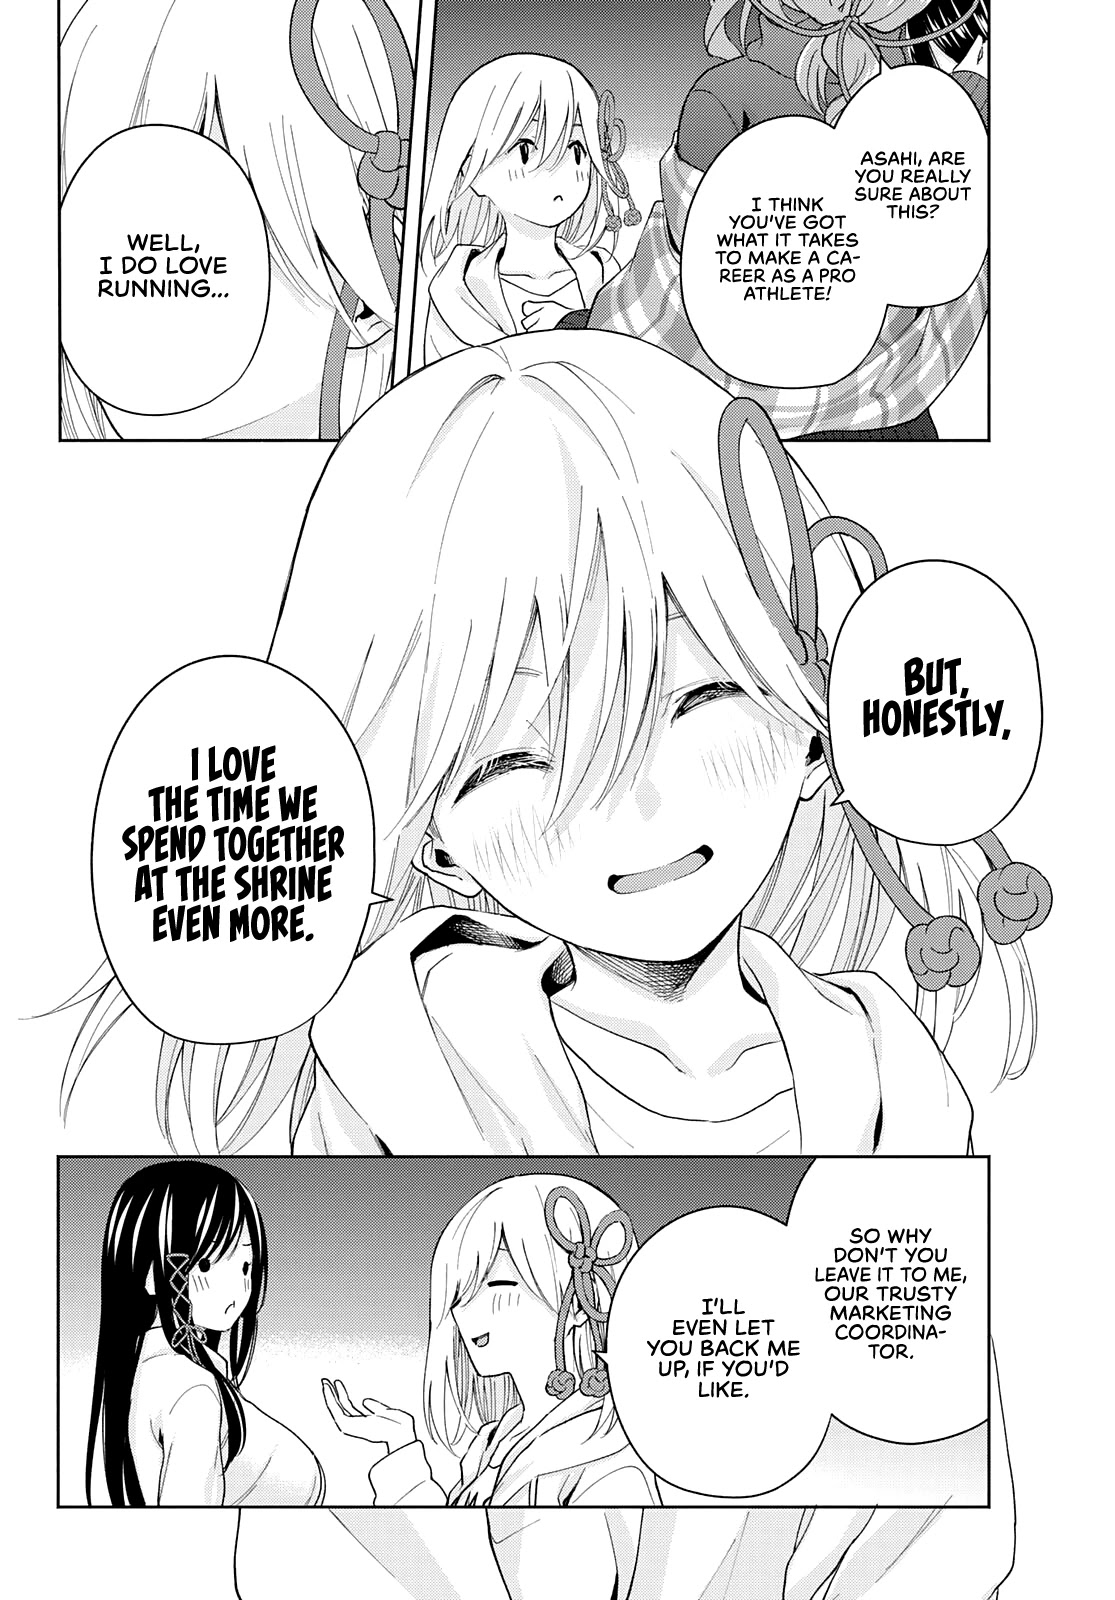 ASAHI, ARE
YOU REALLY
SURE ABOUT
THIS?
I THINK
YOU'VE GOT
WHAT IT TAKES
TO MAKE A CA-
REER AS A PRO
ATHLETE!
WELL,
I DO LOVE
RUNNING...
BUT,
HONESTLY,
I LOVE
THE TIME WE
SPEND TOGETHER
AT THE SHRINE
EVEN MORE.
SO WHY
DON'T YOU
LEAVE IT TO ME,
OUR TRUSTY
MARKETING
COORDINA-
TOR.
I'LL
EVEN LET
YOU BACK ME
UP, IF YOU'D
LIKE.